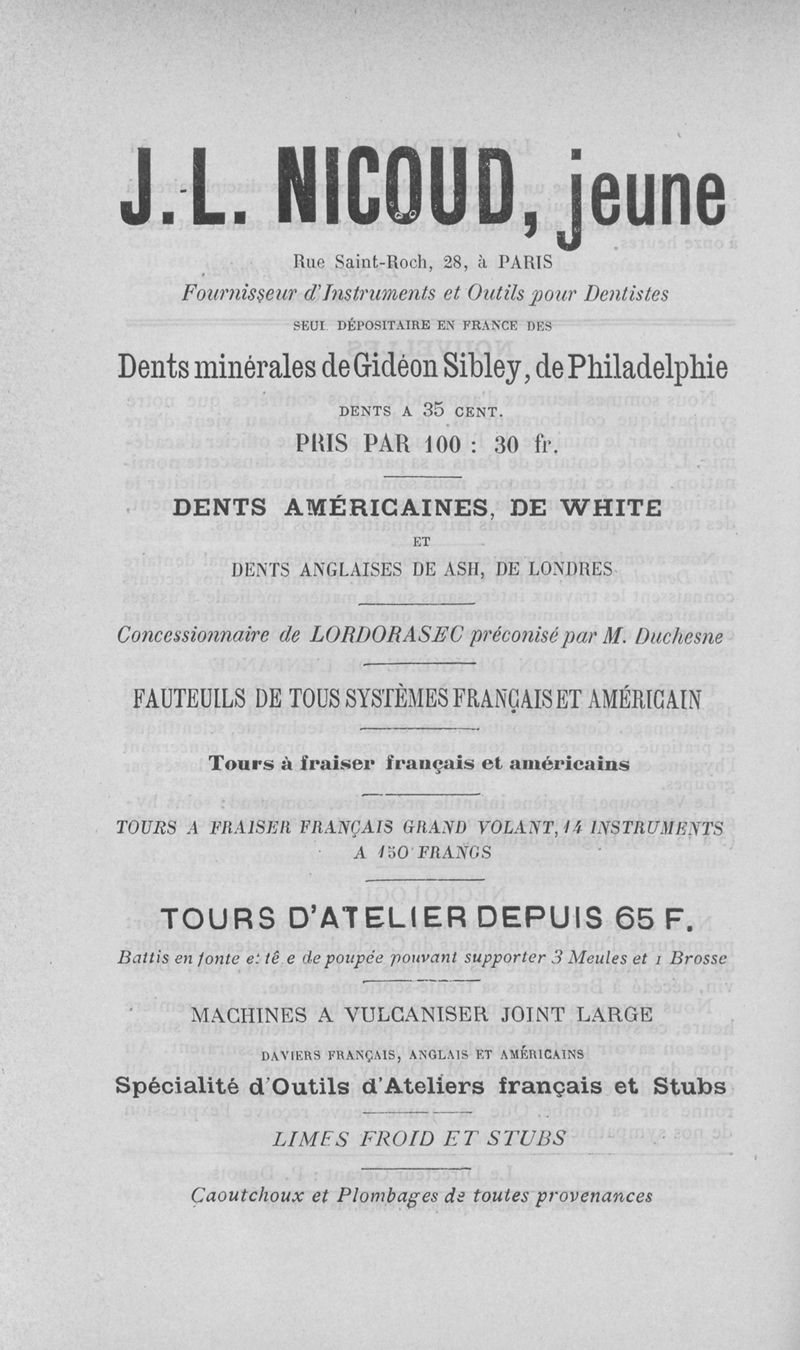 J.-L. NICOUD, jeune
Rue Saint-Roch, 28, à PARIS
Fournisseur d'Instruments et Outils pour Dentistes
SEUL DÉPOSITAIRE EN FRANCE DES
Dents minérales de Gidéon Sibley, de Philadelphie
DENTS A 35 CENT.
PRIS PAR 100 : 30 fr.
DENTS AMÉRICAINES, DE WHITE
ET
DENTS ANGLAISES DE ASH, DE LONDRES
Concessionnaire de LORDORASEC préconisé par M. Duchesne
FAUTEUILS DE TOUS SYSTÈMES FRANÇAIS ET AMÉRICAIN
Tours à fraiser français et américains
TOURS A FRAISER FRANÇAIS GRAND VOLANT, 14 INSTRUMENTS
A 150 FRANCS
TOURS D'ATELIER DEPUIS 65 F.
Battis en fonte et tê e de poupée pouvant supporter 3 Meules et 1 Brosse
MACHINES A VULCANISER JOINT LARGE
DAVIERS FRANÇAIS, ANGLAIS ET AMÉRICAINS
Spécialité d'Outils d'Ateliers français et Stubs
LIMES FROID ET STUBS
Caoutchoux et Plombages de toutes provenances